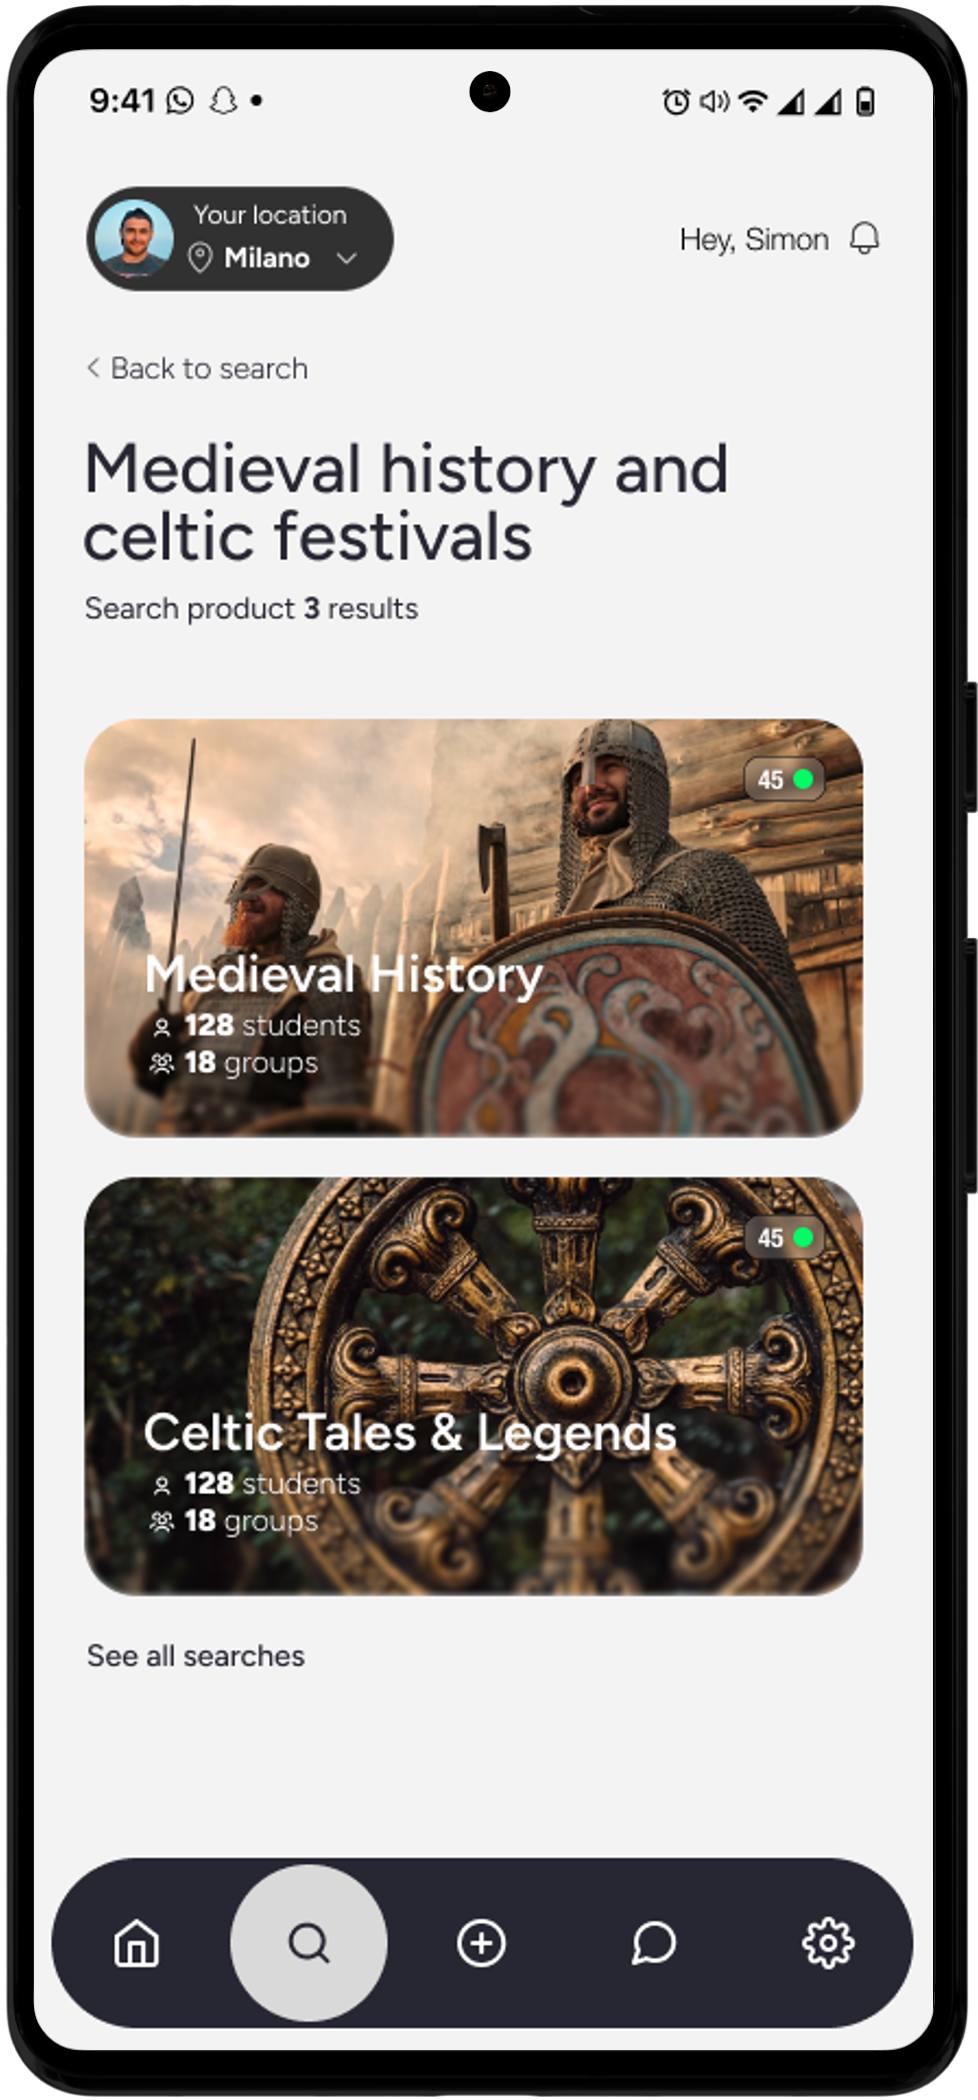 9:41
Your location
Milano
Hey, Simon
Back to search
Medieval history and
celtic festivals
Search product 3 results
45
Medieval History
128 students
18 groups
45
Celtic Tales & Legends
128 students
18 groups
See all searches